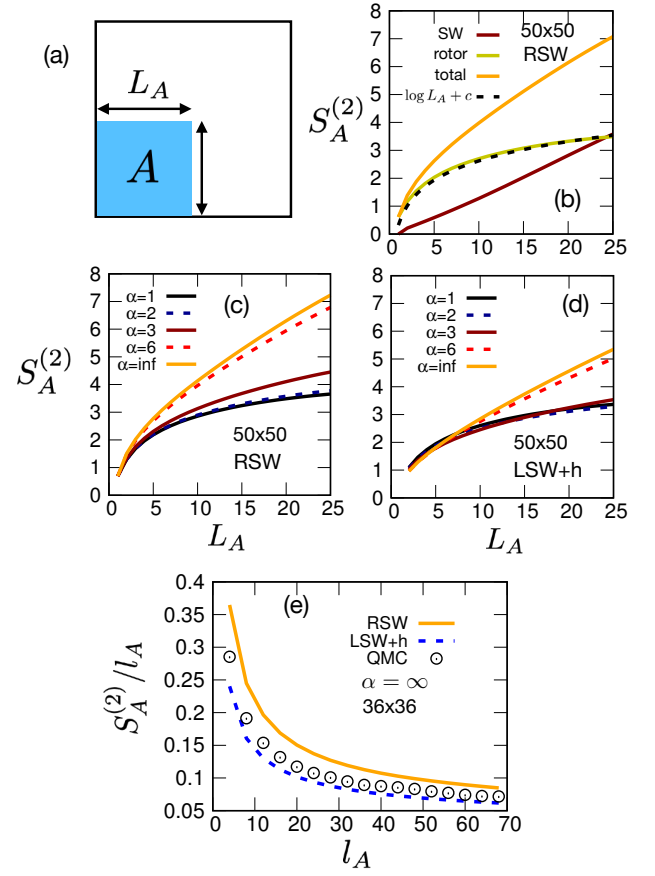 (a)
L_A
A
S_A^(2)
8
7
6
5
4
3
2
1
0
0 5 10 15 20 25
SW
rotor
total
log L_A + c
50x50
RSW
(b)
S_A^(2)
8
7
6
5
4
3
2
1
0
0 5 10 15 20 25
L_A
α=1
α=2
α=3
α=6
α=inf
(c)
50x50
RSW
8
7
6
5
4
3
2
1
0
0 5 10 15 20 25
L_A
α=1
α=2
α=3
α=6
α=inf
(d)
50x50
LSW+h
S_A^(2)/l_A
0.4
0.35
0.3
0.25
0.2
0.15
0.1
0.05
0 10 20 30 40 50 60 70
l_A
(e)
RSW
LSW+h
QMC
α = ∞
36x36